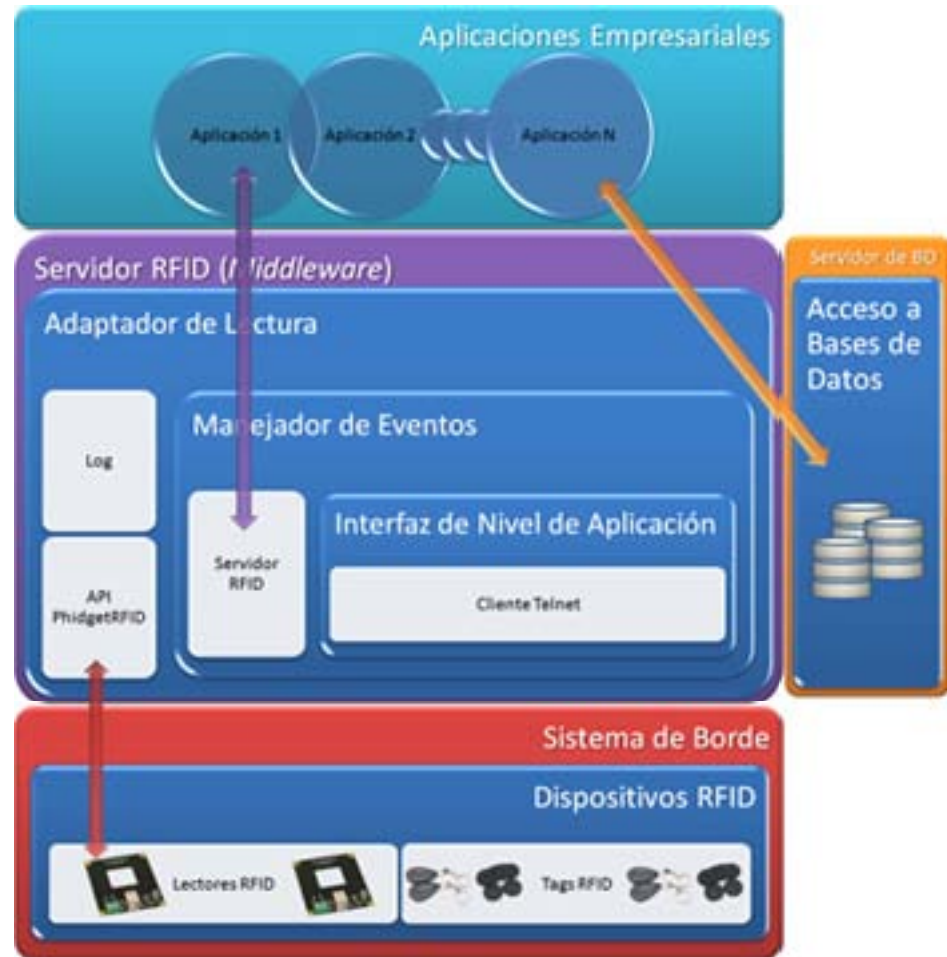 Aplicaciones Empresariales
Aplicación 1
Aplicación 2
Aplicación N
Servidor RFID (Middleware)
Servidor de BD
Adaptador de Lectura
Acceso a
Bases de
Datos
Log
Manejador de Eventos
Servidor
RFID
Interfaz de Nivel de Aplicación
Cliente Telnet
API
PhidgetRFID
Sistema de Borde
Dispositivos RFID
Lectores RFID
Tags RFID